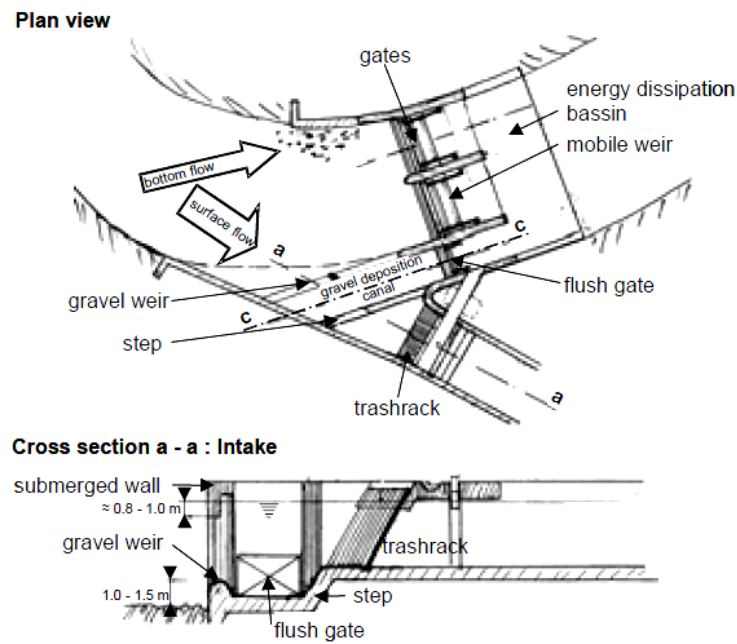 Plan view
gates
energy dissipation
bassin
mobile weir
bottom flow
surface flow
a
c
gravel weir
gravel deposition
canal
flush gate
c
step
trashrack
a
Cross section a - a : Intake
submerged wall
≈ 0.8 - 1.0 m
gravel weir
trashrack
1.0 - 1.5 m
step
flush gate